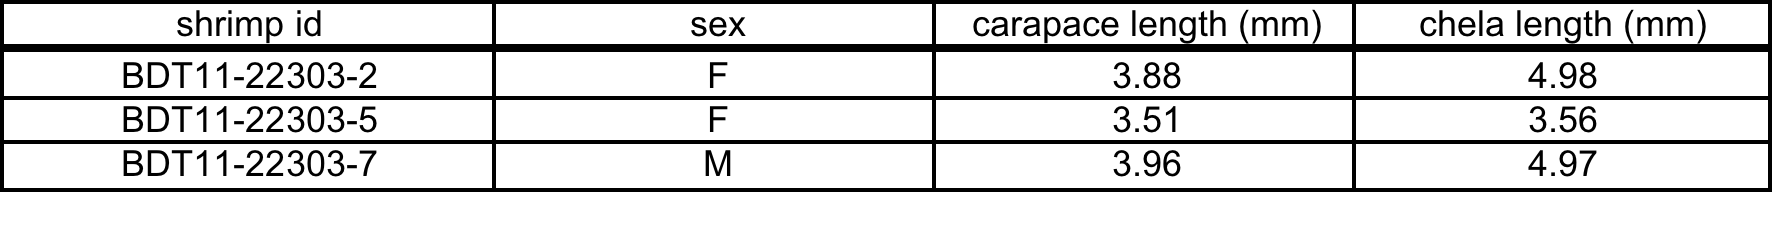 shrimp id sex carapace length (mm) chela length (mm)
BDT11-22303-2 F 3.88 4.98
BDT11-22303-5 F 3.51 3.56
BDT11-22303-7 M 3.96 4.97